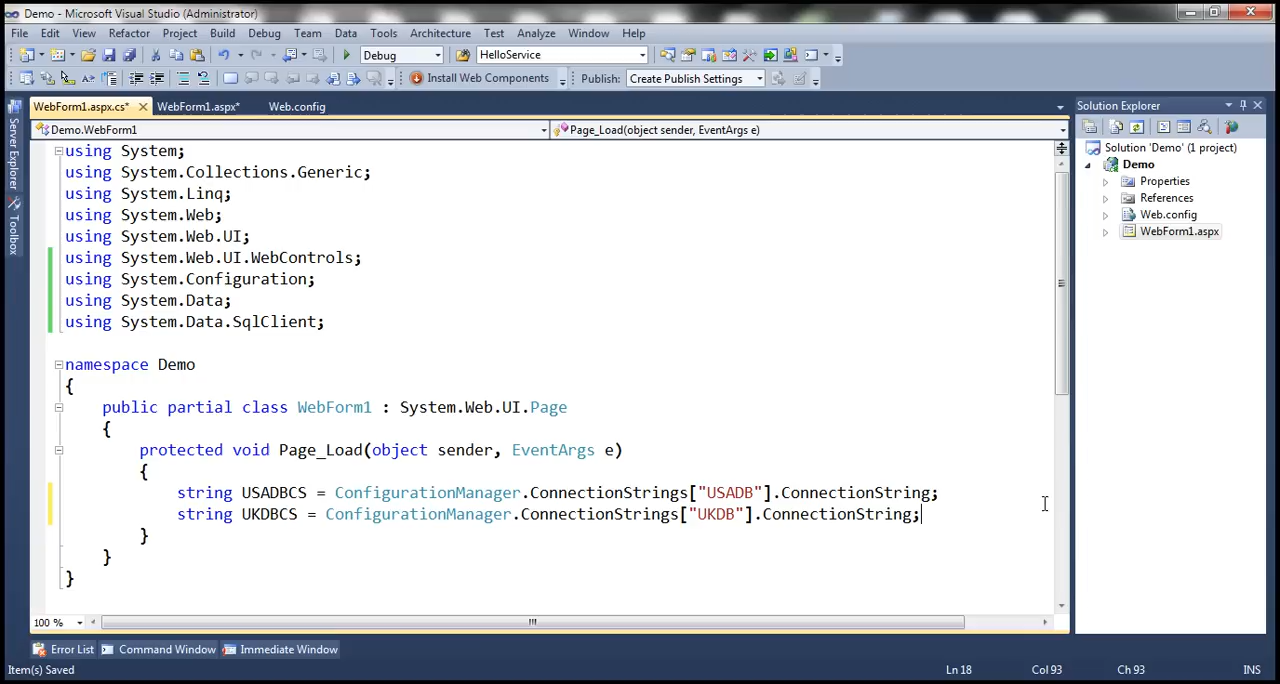 Demo - Microsoft Visual Studio (Administrator)
File Edit View Refactor Project Build Debug Team Data Tools Architecture Test Analyze Window Help
Debug HelloService
Install Web Components Publish: Create Publish Settings
WebForm1.aspx.cs* WebForm1.aspx* Web.config
Solution Explorer
Demo.WebForm1 Page_Load(object sender, EventArgs e)
Solution 'Demo' (1 project)
Demo
Properties
References
Web.config
WebForm1.aspx
Server Explorer
Toolbox
using System;
using System.Collections.Generic;
using System.Linq;
using System.Web;
using System.Web.UI;
using System.Web.UI.WebControls;
using System.Configuration;
using System.Data;
using System.Data.SqlClient;
namespace Demo
{
public partial class WebForm1 : System.Web.UI.Page
{
protected void Page_Load(object sender, EventArgs e)
{
string USADBCS = ConfigurationManager.ConnectionStrings["USADB"].ConnectionString;
string UKDBCS = ConfigurationManager.ConnectionStrings["UKDB"].ConnectionString;
}
}
}
100 %
Error List Command Window Immediate Window
Item(s) Saved Ln 18 Col 93 Ch 93 INS